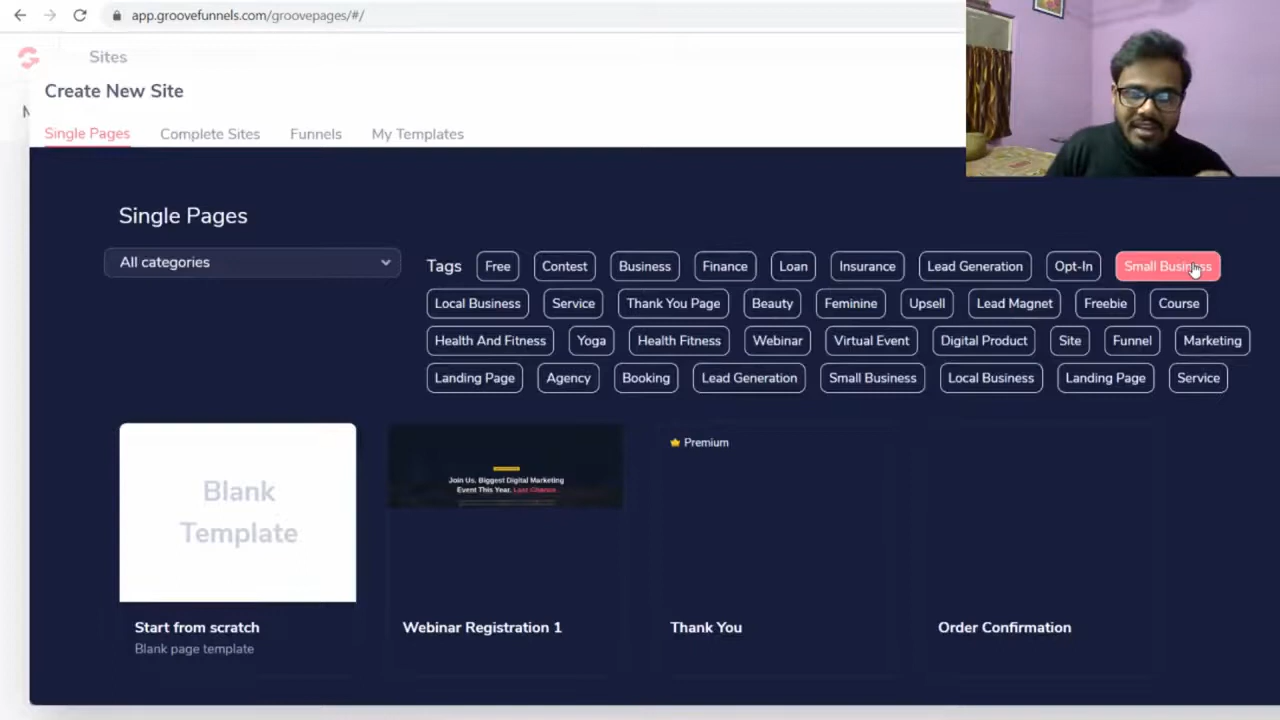 app.groovefunnels.com/groovepages/#/
Sites
Create New Site
Single Pages Complete Sites Funnels My Templates
Single Pages
All categories
Tags Free Contest Business Finance Loan Insurance Lead Generation Opt-In Small Business
Local Business Service Thank You Page Beauty Feminine Upsell Lead Magnet Freebie Course
Health And Fitness Yoga Health Fitness Webinar Virtual Event Digital Product Site Funnel Marketing
Landing Page Agency Booking Lead Generation Small Business Local Business Landing Page Service
Blank
Template
Join Us. Biggest Digital Marketing
Event This Year. Last Chance
Premium
Start from scratch
Blank page template
Webinar Registration 1
Thank You
Order Confirmation